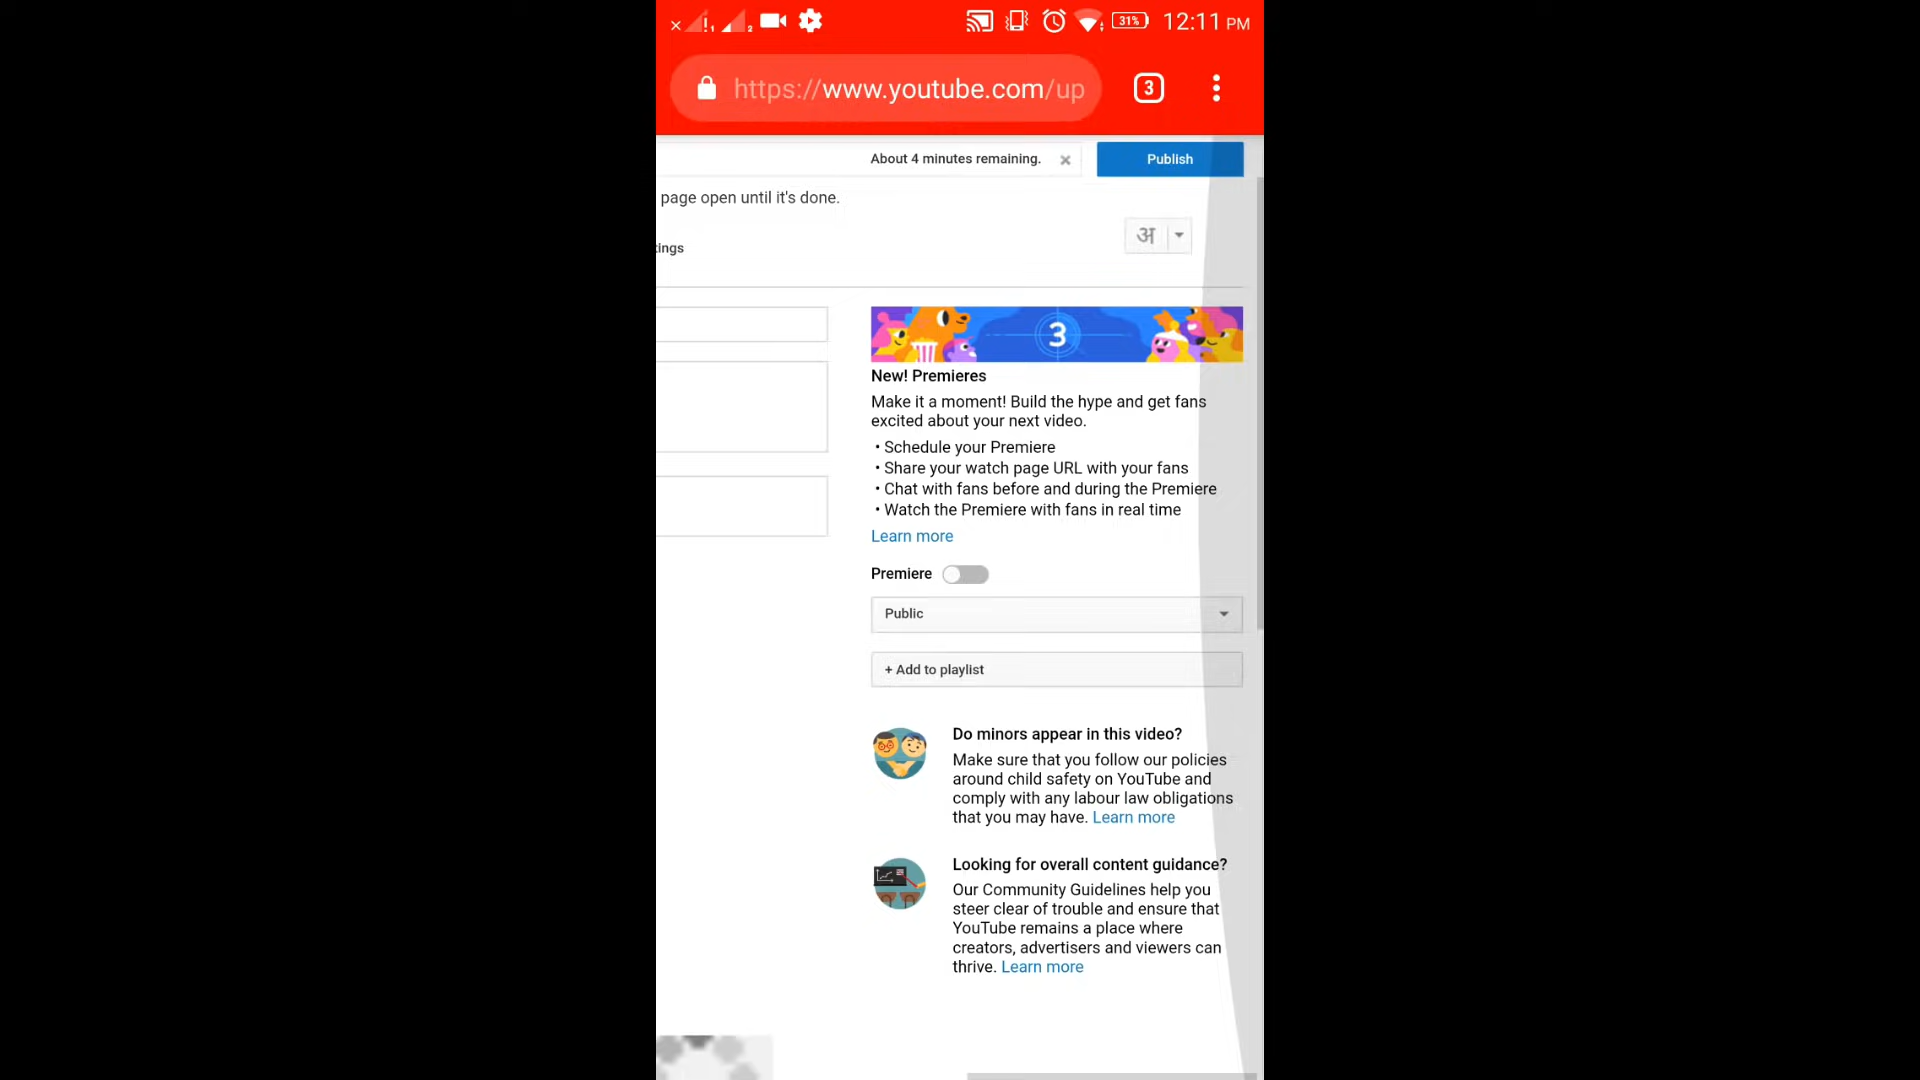 31% 12:11 PM
https://www.youtube.com/up 3
About 4 minutes remaining. × Publish
page open until it's done.
अ
tings
3
New! Premieres
Make it a moment! Build the hype and get fans
excited about your next video.
• Schedule your Premiere
• Share your watch page URL with your fans
• Chat with fans before and during the Premiere
• Watch the Premiere with fans in real time
Learn more
Premiere
Public
+ Add to playlist
Do minors appear in this video?
Make sure that you follow our policies
around child safety on YouTube and
comply with any labour law obligations
that you may have. Learn more
Looking for overall content guidance?
Our Community Guidelines help you
steer clear of trouble and ensure that
YouTube remains a place where
creators, advertisers and viewers can
thrive. Learn more